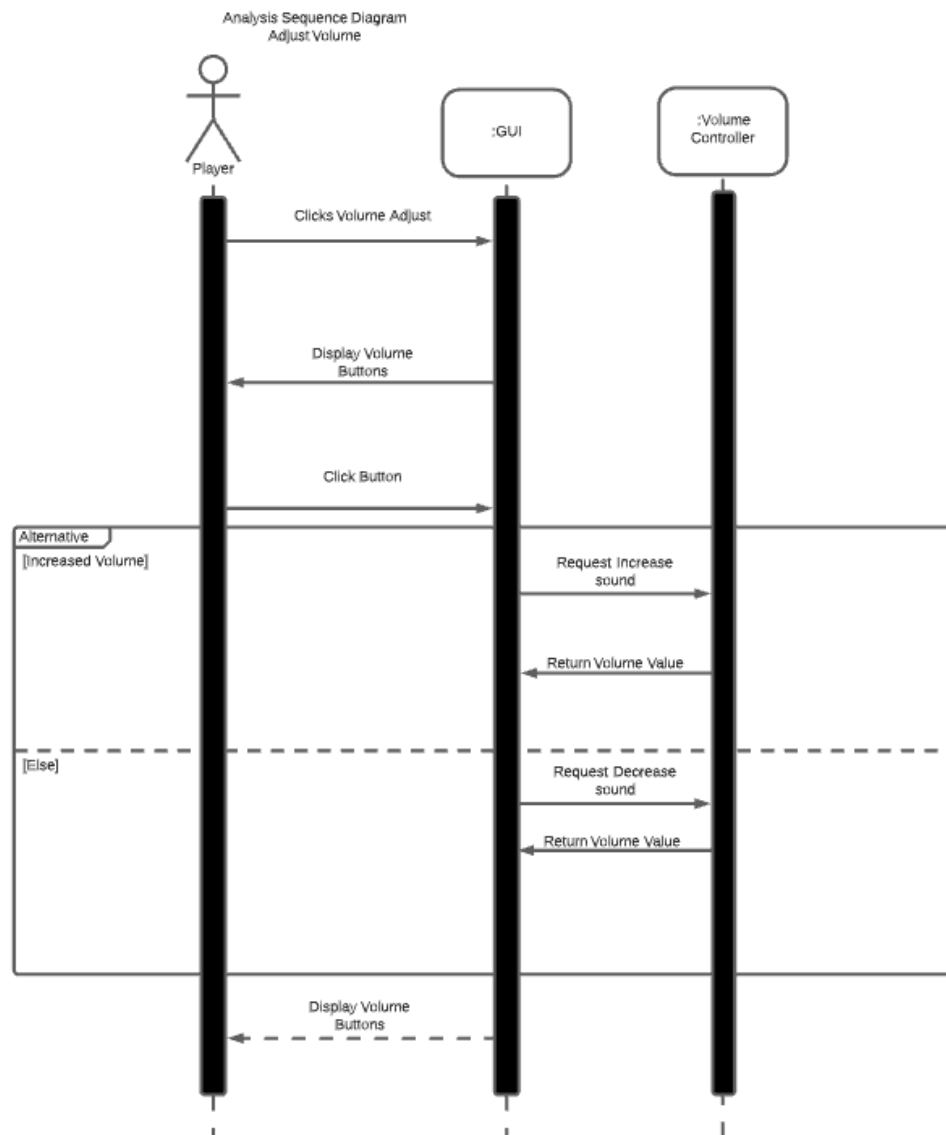 Analysis Sequence Diagram
Adjust Volume
Player
:GUI
:Volume
Controller
Clicks Volume Adjust
Display Volume
Buttons
Click Button
Alternative
[Increased Volume]
Request Increase
sound
Return Volume Value
[Else]
Request Decrease
sound
Return Volume Value
Display Volume
Buttons